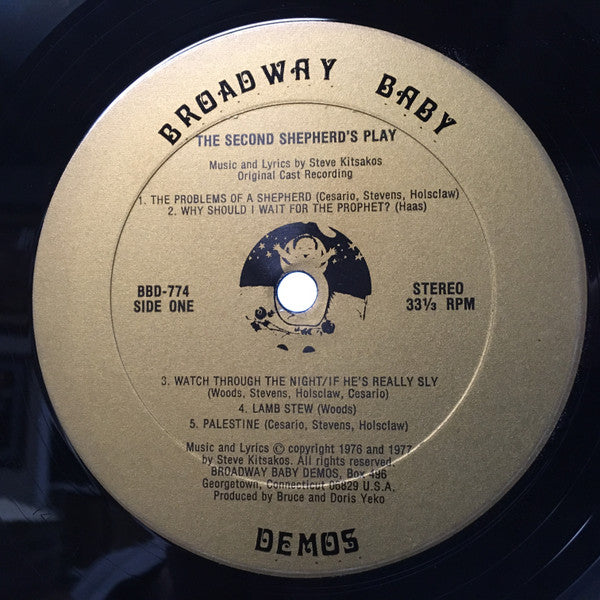 BROADWAY BABY
THE SECOND SHEPHERD'S PLAY
Music and Lyrics by Steve Kitsakos
Original Cast Recording
1. THE PROBLEMS OF A SHEPHERD (Cesario, Stevens, Holsclaw)
2. WHY SHOULD I WAIT FOR THE PROPHET? (Haas)
BBD-774
SIDE ONE
STEREO
33⅓ RPM
3. WATCH THROUGH THE NIGHT/IF HE'S REALLY SLY
(Woods, Stevens, Holsclaw, Cesario)
4. LAMB STEW (Woods)
5. PALESTINE (Cesario, Stevens, Holsclaw)
Music and Lyrics © copyright 1976 and 1977
by Steve Kitsakos. All rights reserved.
BROADWAY BABY DEMOS, Box 496
Georgetown, Connecticut 06829 U.S.A.
Produced by Bruce and Doris Yeko
DEMOS